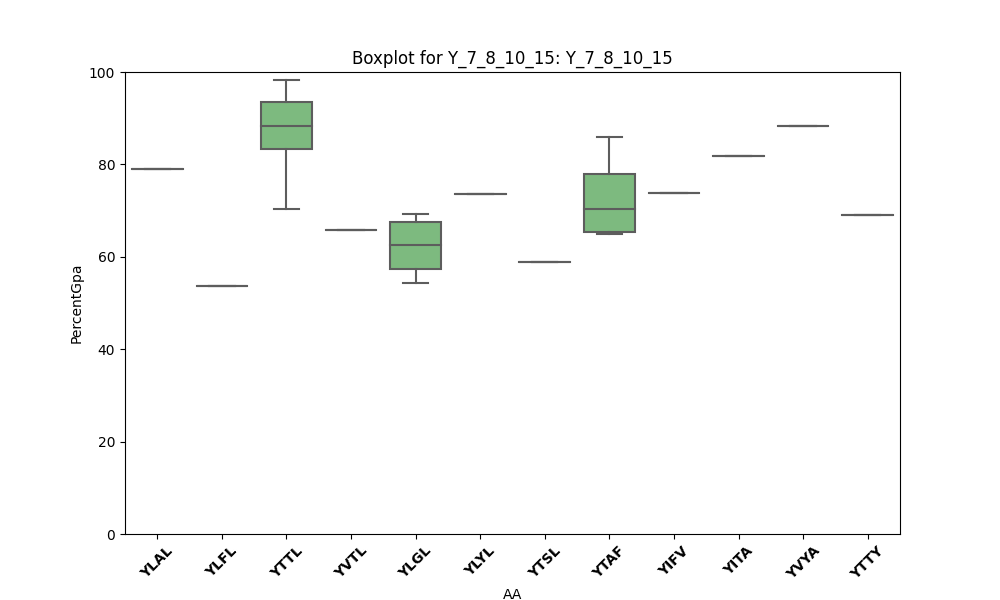 Boxplot for Y_7_8_10_15: Y_7_8_10_15
100
80
60
40
20
0
PercentGpa
YLAL
YLFL
YTTL
YVTL
YLGL
YLYL
YTSL
YTAF
YIFV
YITA
YVYA
YTTY
AA